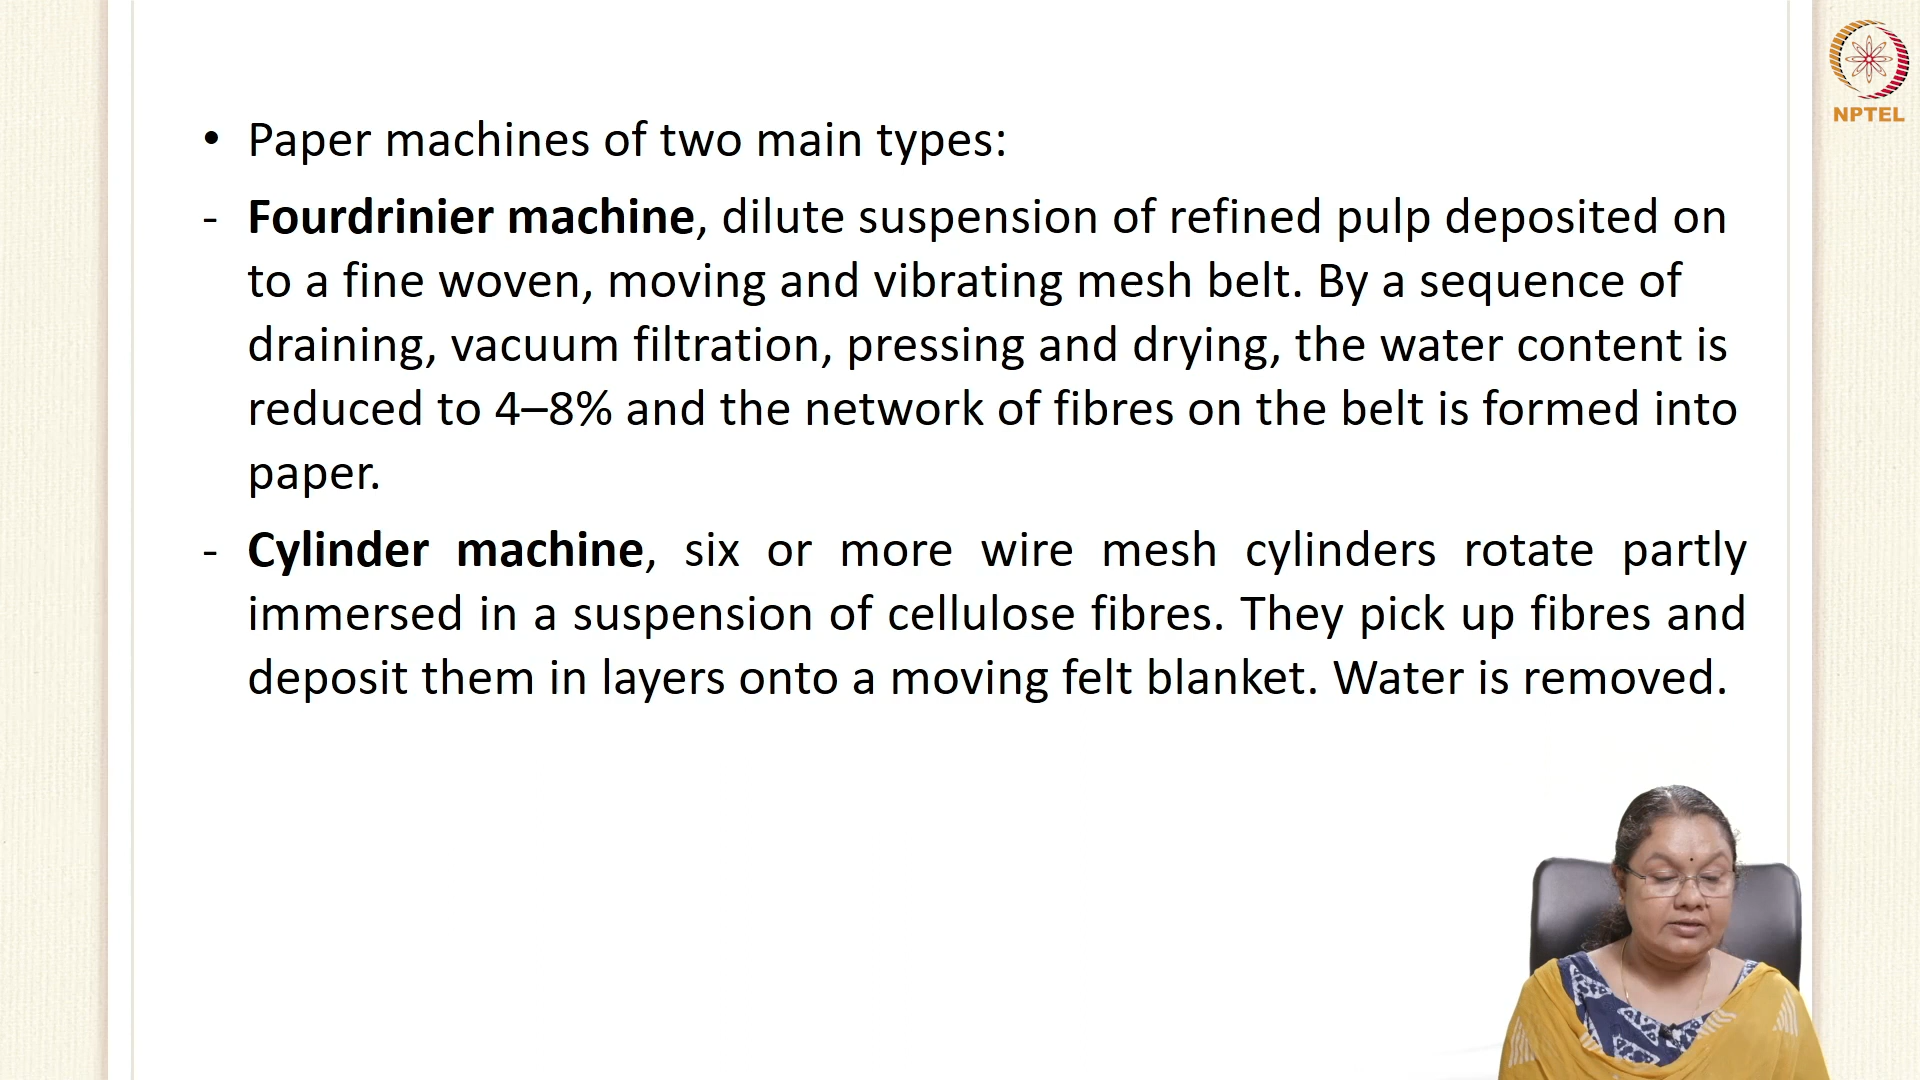 NPTEL
• Paper machines of two main types:
- Fourdrinier machine, dilute suspension of refined pulp deposited on
to a fine woven, moving and vibrating mesh belt. By a sequence of
draining, vacuum filtration, pressing and drying, the water content is
reduced to 4–8% and the network of fibres on the belt is formed into
paper.
- Cylinder machine, six or more wire mesh cylinders rotate partly
immersed in a suspension of cellulose fibres. They pick up fibres and
deposit them in layers onto a moving felt blanket. Water is removed.